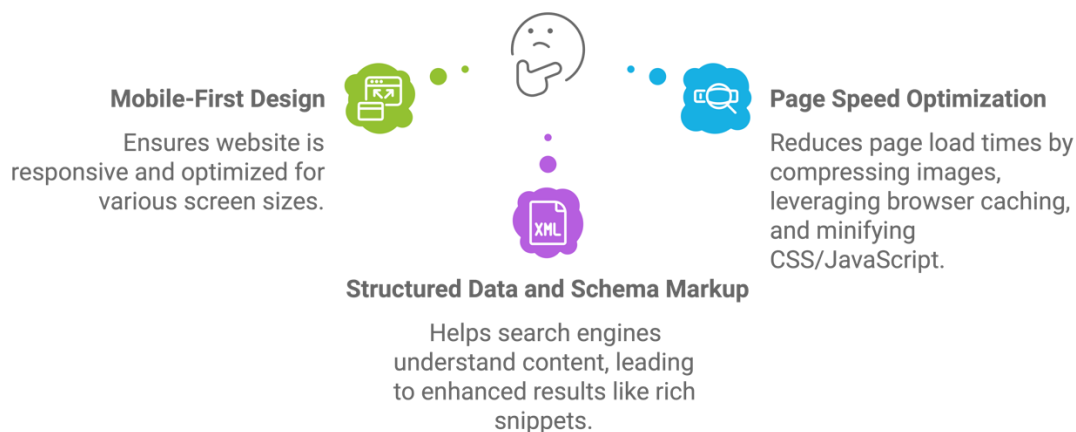 Mobile-First Design
Ensures website is
responsive and optimized for
various screen sizes.
XML
Structured Data and Schema Markup
Helps search engines
understand content, leading
to enhanced results like rich
snippets.
Page Speed Optimization
Reduces page load times by
compressing images,
leveraging browser caching,
and minifying
CSS/JavaScript.